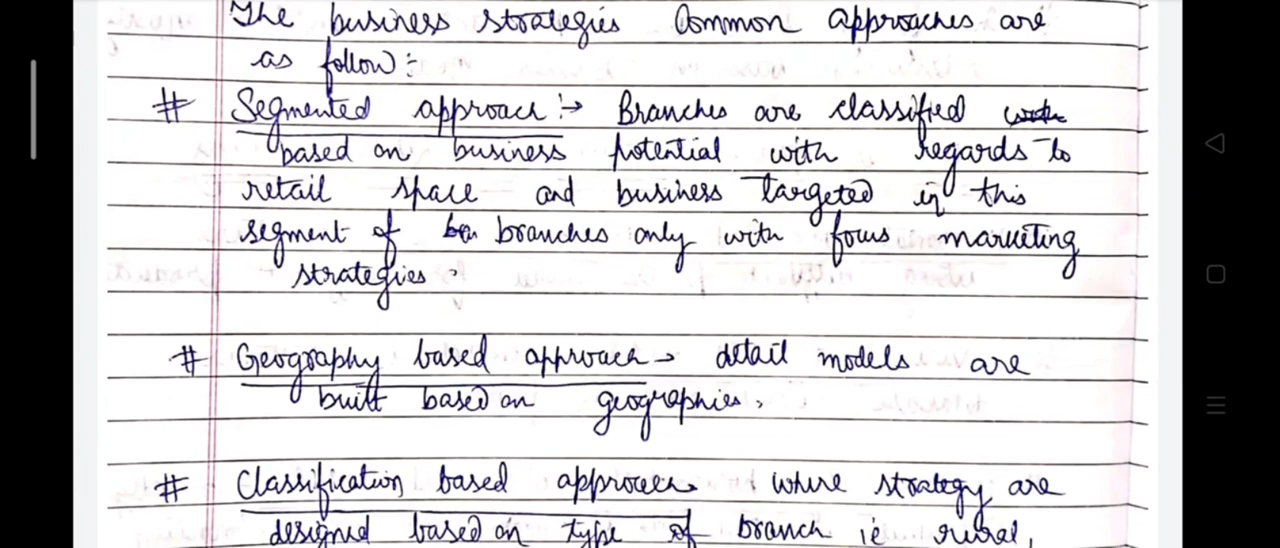 The business strategies Common approaches are
as follow :-
# Segmented approach :→ Branches are classified
based on business potential with regards to
retail space and business targeted in this
segment of branches only with focus marketing
strategies.
# Geography based approach → detail models are
built based on geographies.
# Classification based approach. where strategy are
designed based on type of branch ie rural,